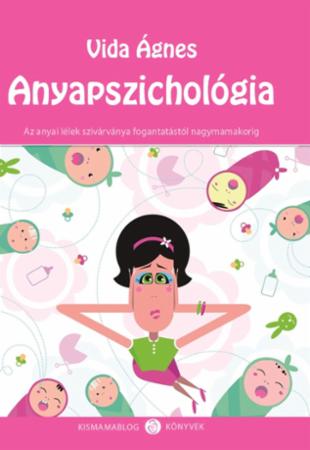 Vida Ágnes
Anyapszichológia
Az anyai lélek szivárványa fogantatástól nagymamakorig
KISMAMABLOG KÖNYVEK